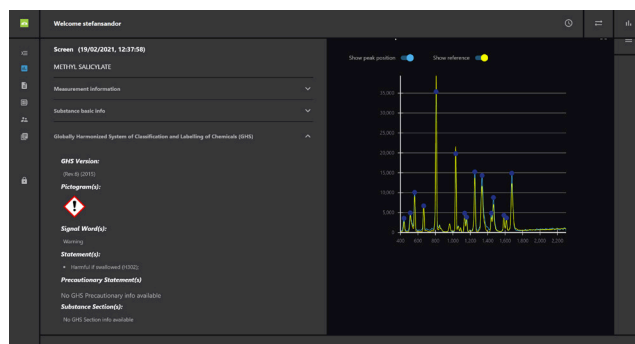 Welcome stefansandor
Screen (19/02/2021, 12:37:58)
METHYL SALICYLATE
Measurement Information
Substance basic info
Globally Harmonized System of Classification and Labelling of Chemicals (GHS)
GHS Version:
(Rev.6) (2015)
Pictogram(s):
Signal Word(s):
Warning
Statement(s):
• Harmful if swallowed (H302);
Precautionary Statement(s)
No GHS Precautionary info available
Substance Section(s):
No GHS Section info available
Show peak position
Show reference
35,000
30,000
25,000
20,000
15,000
10,000
5,000
0
400 600 800 1,000 1,200 1,400 1,600 1,800 2,000 2,200